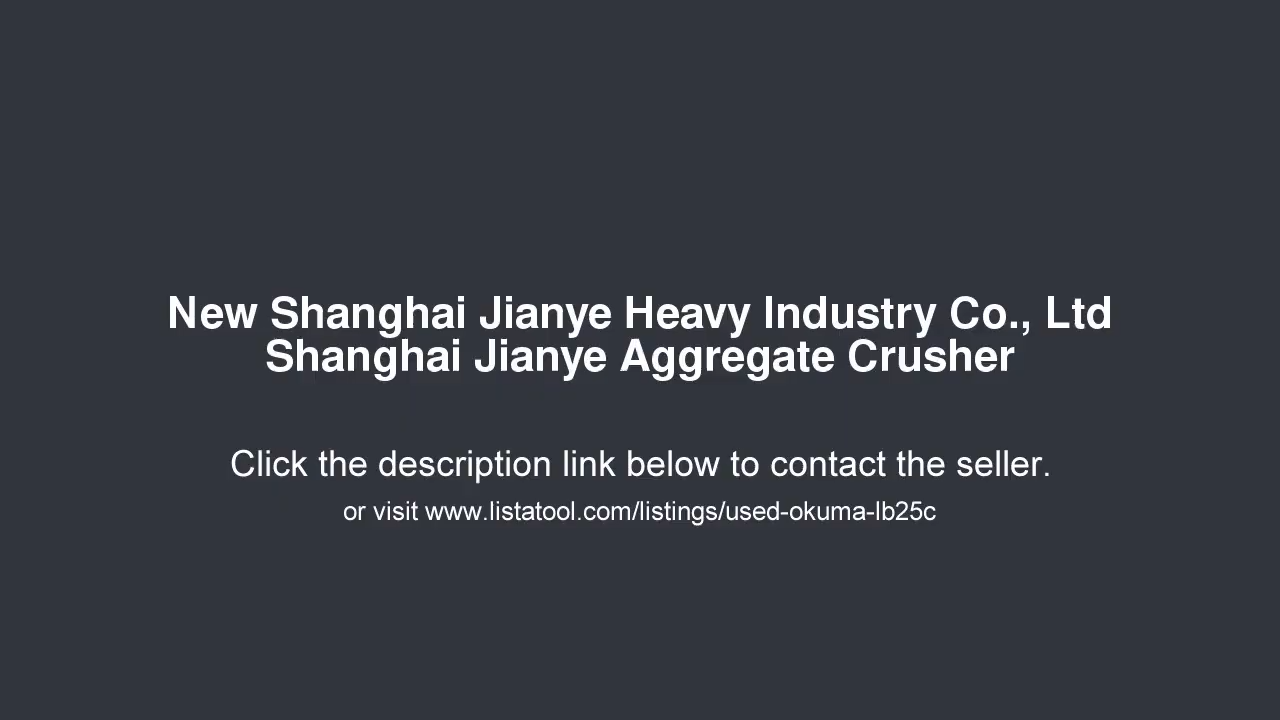 New Shanghai Jianye Heavy Industry Co., Ltd
Shanghai Jianye Aggregate Crusher
Click the description link below to contact the seller.
or visit www.listatool.com/listings/used-okuma-lb25c